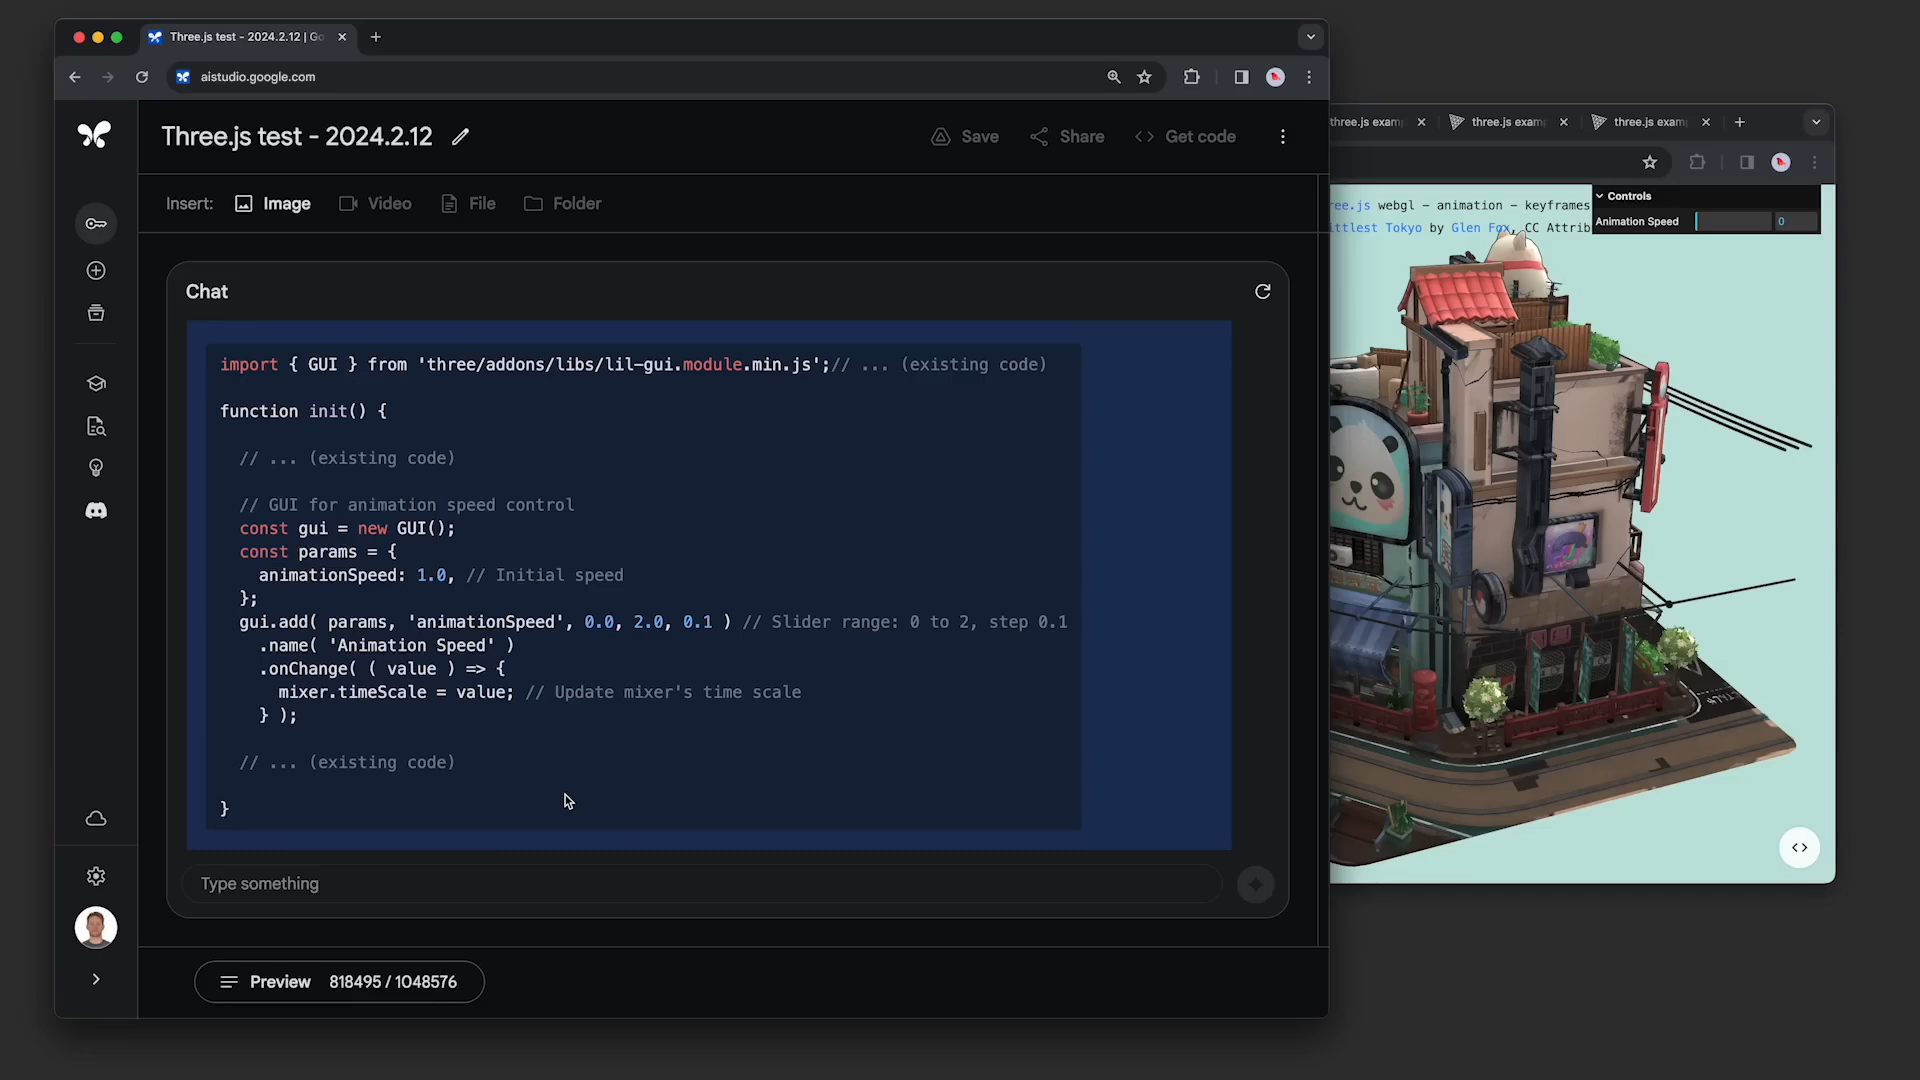 Three.js test - 2024.2.12 | Go
aistudio.google.com
Three.js test - 2024.2.12
Save
Share
<> Get code
Insert:
Image
Video
File
Folder
Chat
import { GUI } from 'three/addons/libs/lil-gui.module.min.js';// ... (existing code)
function init() {
// ... (existing code)
// GUI for animation speed control
const gui = new GUI();
const params = {
animationSpeed: 1.0, // Initial speed
};
gui.add( params, 'animationSpeed', 0.0, 2.0, 0.1 ) // Slider range: 0 to 2, step 0.1
.name( 'Animation Speed' )
.onChange( ( value ) => {
mixer.timeScale = value; // Update mixer's time scale
} );
// ... (existing code)
}
Type something
Preview 818495 / 1048576
three.js exam
three.js exam
three.js exam
ree.js webgl - animation - keyframes
ittlest Tokyo by Glen Fox, CC Attrib
Controls
Animation Speed
0
<>